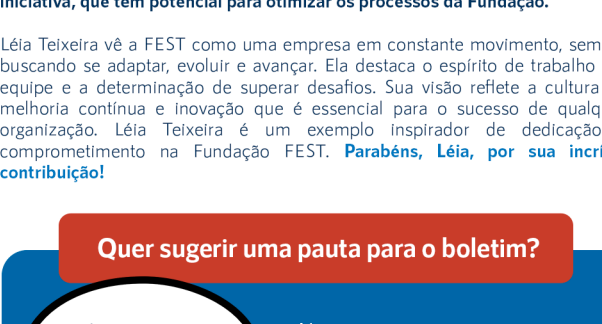 iniciativa, que têm potencial para otimizar os processos da Fundação.
Léia Teixeira vê a FEST como uma empresa em constante movimento, sem
buscando se adaptar, evoluir e avançar. Ela destaca o espírito de trabalho
equipe e a determinação de superar desafios. Sua visão reflete a cultura
melhoria contínua e inovação que é essencial para o sucesso de qualq
organização. Léia Teixeira é um exemplo inspirador de dedicação
comprometimento na Fundação FEST. Parabéns, Léia, por sua incrí
contribuição!
Quer sugerir uma pauta para o boletim?